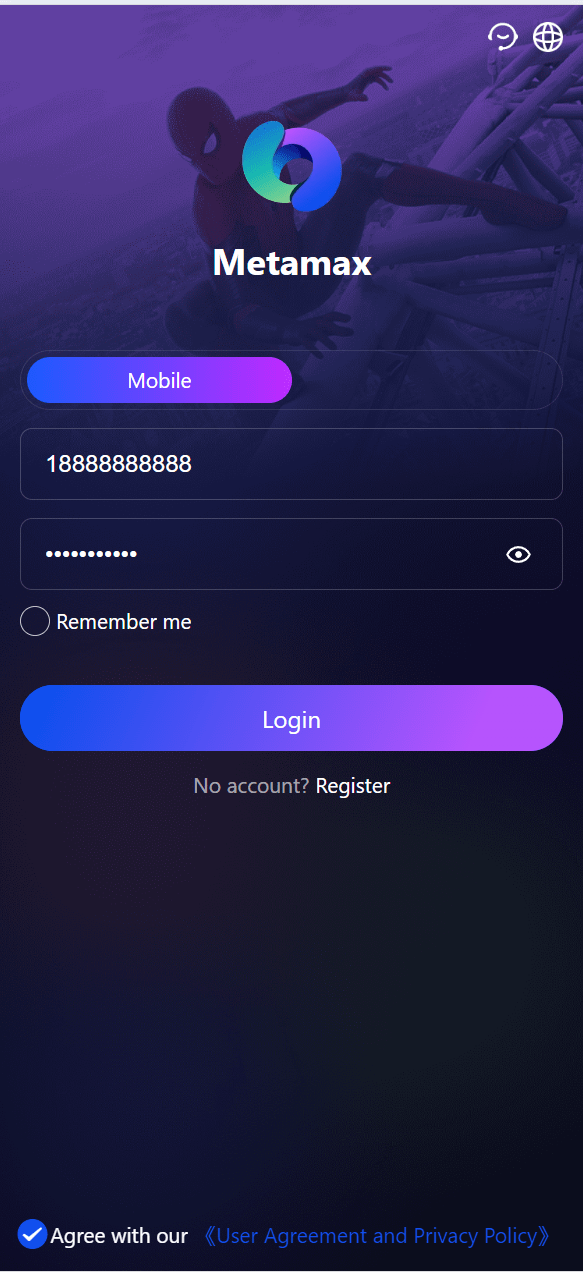 Metamax
Mobile
18888888888
•••••••••••
Remember me
Login
No account? Register
Agree with our 《User Agreement and Privacy Policy》